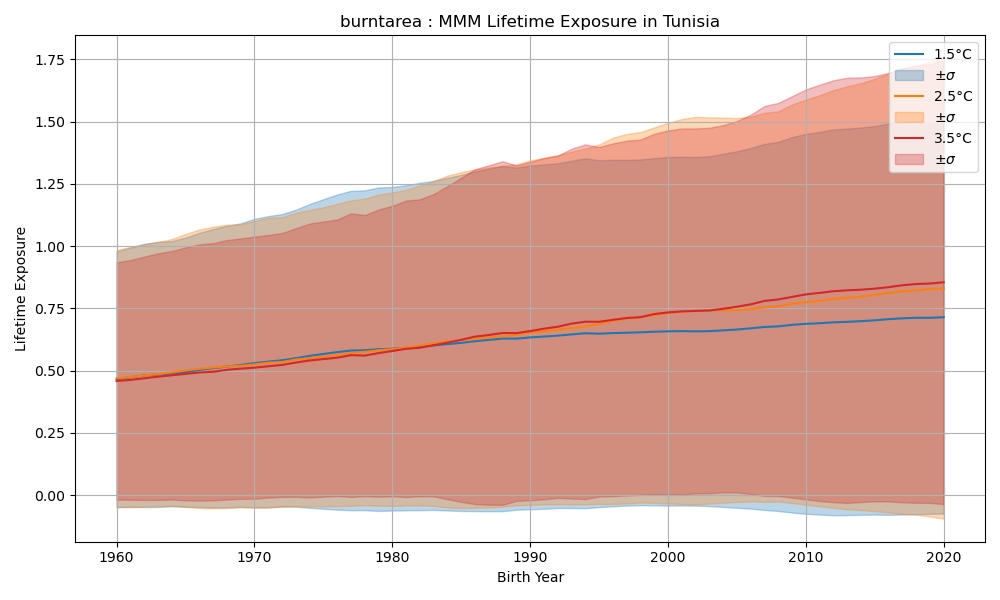 burntarea : MMM Lifetime Exposure in Tunisia
1.5°C
±σ
2.5°C
±σ
3.5°C
±σ
Lifetime Exposure
1.75
1.50
1.25
1.00
0.75
0.50
0.25
0.00
1960 1970 1980 1990 2000 2010 2020
Birth Year